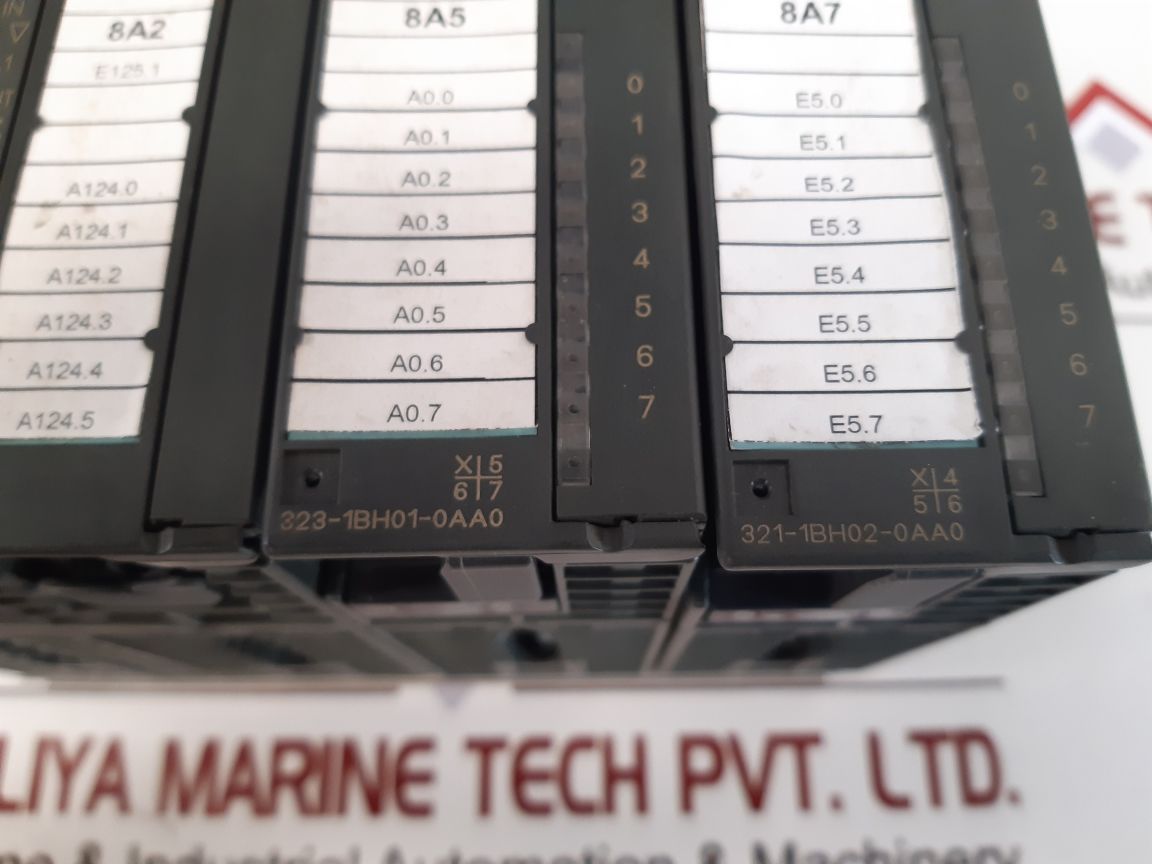 IN
8A2
E125.1
A124.0
A124.1
A124.2
A124.3
A124.4
A124.5
8A5
A0.0
A0.1
A0.2
A0.3
A0.4
A0.5
A0.6
A0.7
0
1
2
3
4
5
6
7
X 5
6 7
323-1BH01-0AA0
8A7
E5.0
E5.1
E5.2
E5.3
E5.4
E5.5
E5.6
E5.7
0
1
2
3
4
5
6
7
X 4
5 6
321-1BH02-0AA0
LIYA MARINE TECH PVT. LTD.
& Industrial Automation & Machinery